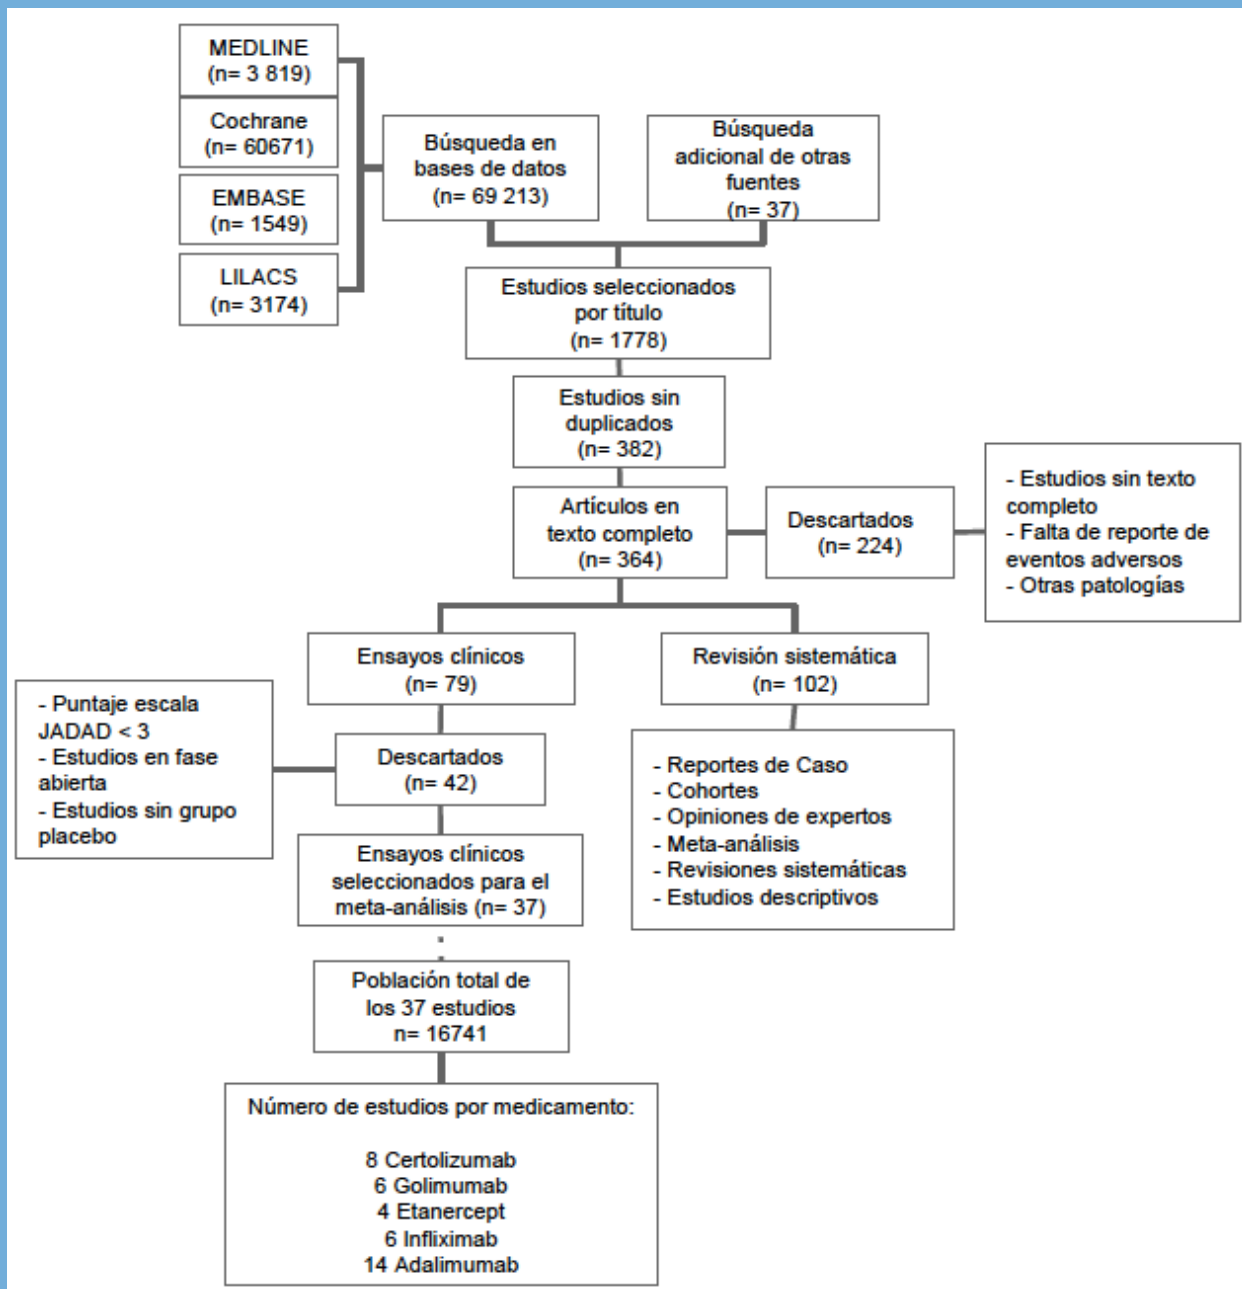 MEDLINE
(n= 3 819)
Cochrane
(n= 60671)
EMBASE
(n= 1549)
LILACS
(n= 3174)
Búsqueda en
bases de datos
(n= 69 213)
Búsqueda
adicional de otras
fuentes
(n= 37)
Estudios seleccionados
por título
(n= 1778)
Estudios sin
duplicados
(n= 382)
Artículos en
texto completo
(n= 364)
Descartados
(n= 224)
- Estudios sin texto
completo
- Falta de reporte de
eventos adversos
- Otras patologías
Ensayos clínicos
(n= 79)
Revisión sistemática
(n= 102)
- Puntaje escala
JADAD < 3
- Estudios en fase
abierta
- Estudios sin grupo
placebo
Descartados
(n= 42)
- Reportes de Caso
- Cohortes
- Opiniones de expertos
- Meta-análisis
- Revisiones sistemáticas
- Estudios descriptivos
Ensayos clínicos
seleccionados para el
meta-análisis (n= 37)
Población total de
los 37 estudios
n= 16741
Número de estudios por medicamento:
8 Certolizumab
6 Golimumab
4 Etanercept
6 Infliximab
14 Adalimumab